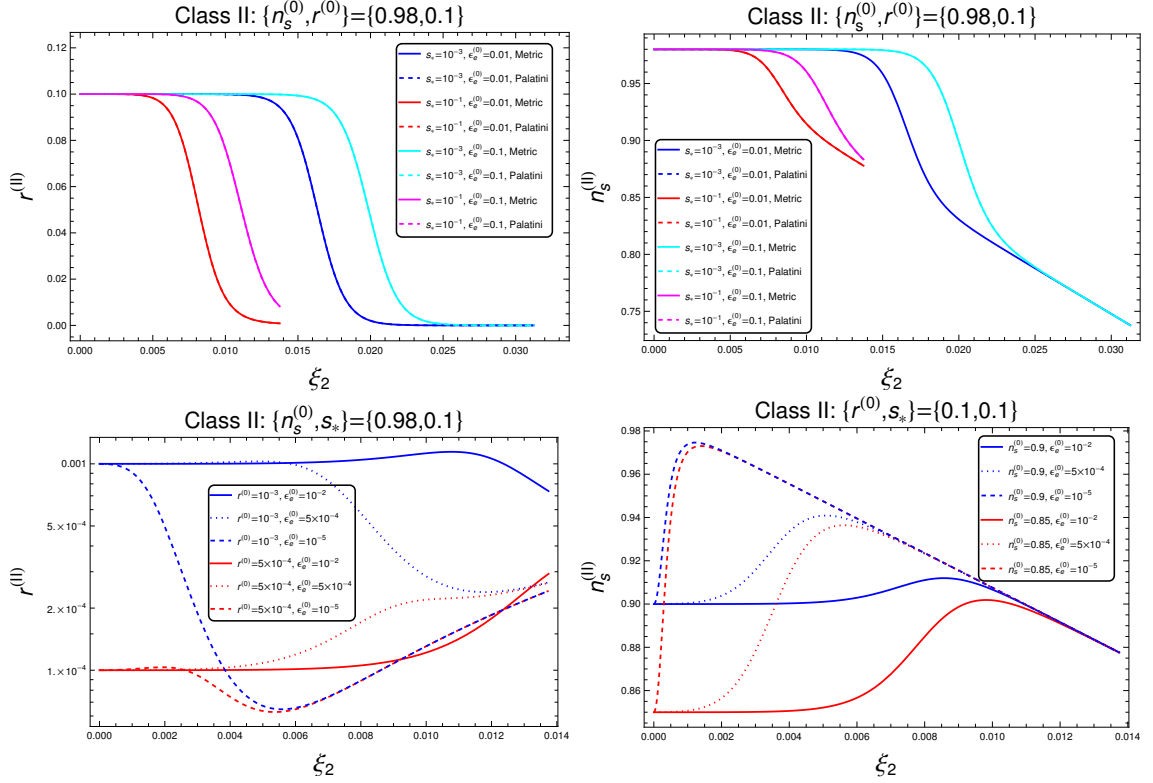 Class II: {n_s^(0),r^(0)}={0.98,0.1}
r^(II)
0.12
0.10
0.08
0.06
0.04
0.02
0.00
s_*=10^-3, ϵ_e^(0)=0.01, Metric
s_*=10^-3, ϵ_e^(0)=0.01, Palatini
s_*=10^-1, ϵ_e^(0)=0.01, Metric
s_*=10^-1, ϵ_e^(0)=0.01, Palatini
s_*=10^-3, ϵ_e^(0)=0.1, Metric
s_*=10^-3, ϵ_e^(0)=0.1, Palatini
s_*=10^-1, ϵ_e^(0)=0.1, Metric
s_*=10^-1, ϵ_e^(0)=0.1, Palatini
0.000 0.005 0.010 0.015 0.020 0.025 0.030
ξ_2
Class II: {n_s^(0),r^(0)}={0.98,0.1}
n_s^(II)
0.95
0.90
0.85
0.80
0.75
s_*=10^-3, ϵ_e^(0)=0.01, Metric
s_*=10^-3, ϵ_e^(0)=0.01, Palatini
s_*=10^-1, ϵ_e^(0)=0.01, Metric
s_*=10^-1, ϵ_e^(0)=0.01, Palatini
s_*=10^-3, ϵ_e^(0)=0.1, Metric
s_*=10^-3, ϵ_e^(0)=0.1, Palatini
s_*=10^-1, ϵ_e^(0)=0.1, Metric
s_*=10^-1, ϵ_e^(0)=0.1, Palatini
0.000 0.005 0.010 0.015 0.020 0.025 0.030
ξ_2
Class II: {n_s^(0),s_*}={0.98,0.1}
r^(II)
0.001
5.×10^-4
2.×10^-4
1.×10^-4
r^(0)=10^-3, ϵ_e^(0)=10^-2
r^(0)=10^-3, ϵ_e^(0)=5×10^-4
r^(0)=10^-3, ϵ_e^(0)=10^-5
r^(0)=5×10^-4, ϵ_e^(0)=10^-2
r^(0)=5×10^-4, ϵ_e^(0)=5×10^-4
r^(0)=5×10^-4, ϵ_e^(0)=10^-5
0.000 0.002 0.004 0.006 0.008 0.010 0.012 0.014
ξ_2
Class II: {r^(0),s_*}={0.1,0.1}
n_s^(II)
0.98
0.96
0.94
0.92
0.90
0.88
0.86
n_s^(0)=0.9, ϵ_e^(0)=10^-2
n_s^(0)=0.9, ϵ_e^(0)=5×10^-4
n_s^(0)=0.9, ϵ_e^(0)=10^-5
n_s^(0)=0.85, ϵ_e^(0)=10^-2
n_s^(0)=0.85, ϵ_e^(0)=5×10^-4
n_s^(0)=0.85, ϵ_e^(0)=10^-5
0.000 0.002 0.004 0.006 0.008 0.010 0.012 0.014
ξ_2